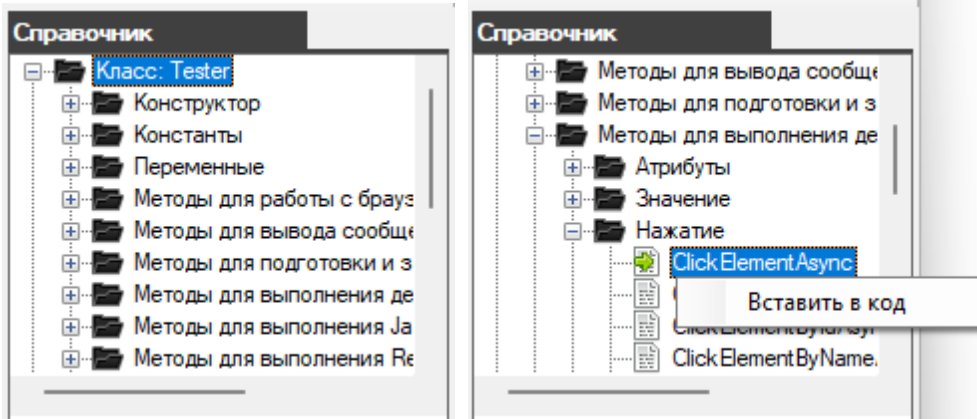 Справочник
Класс: Tester
Конструктор
Константы
Переменные
Методы для работы с брауз
Методы для вывода сообще
Методы для подготовки и з
Методы для выполнения де
Методы для выполнения Ja
Методы для выполнения Re
Справочник
Методы для вывода сообще
Методы для подготовки и з
Методы для выполнения де
Атрибуты
Значение
Нажатие
ClickElementAsync
Вставить в код
ClickElementByIdAsyn
ClickElementByName.